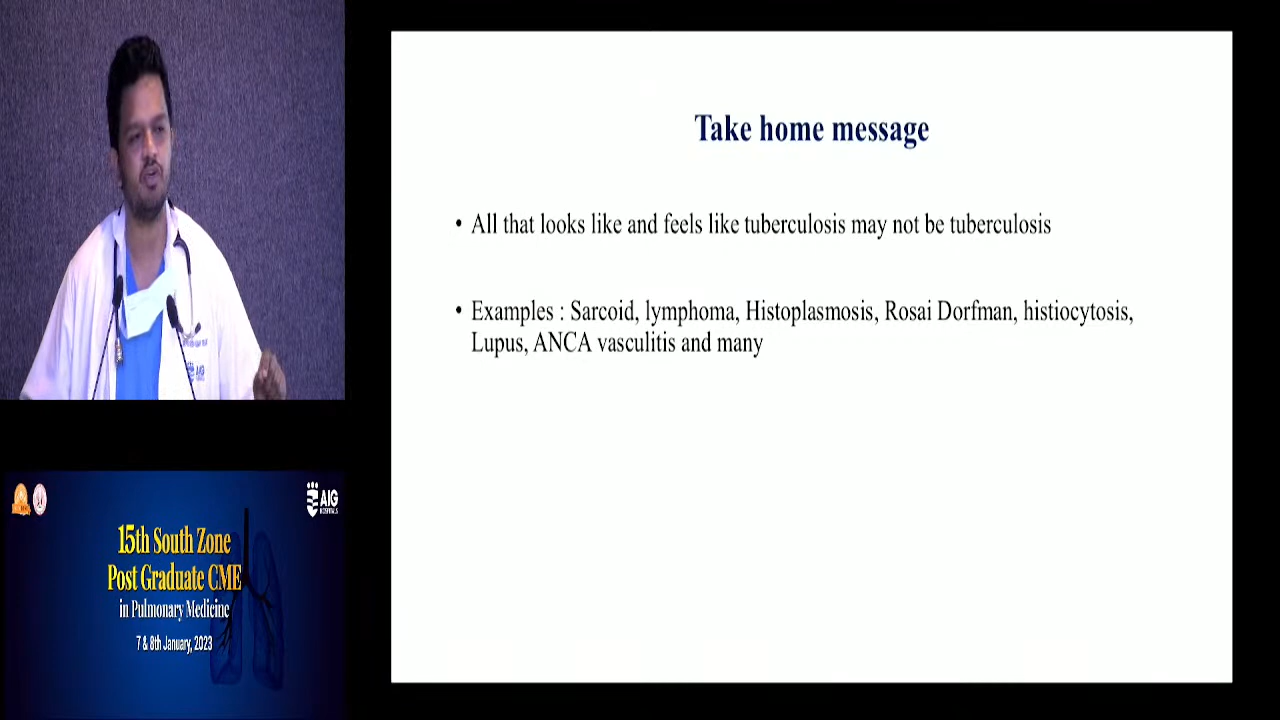 Take home message
• All that looks like and feels like tuberculosis may not be tuberculosis
• Examples : Sarcoid, lymphoma, Histoplasmosis, Rosai Dorfman, histiocytosis,
Lupus, ANCA vasculitis and many
AIG
AIG
HOSPITALS
15th South Zone
Post Graduate CME
in Pulmonary Medicine
7 & 8th January, 2023